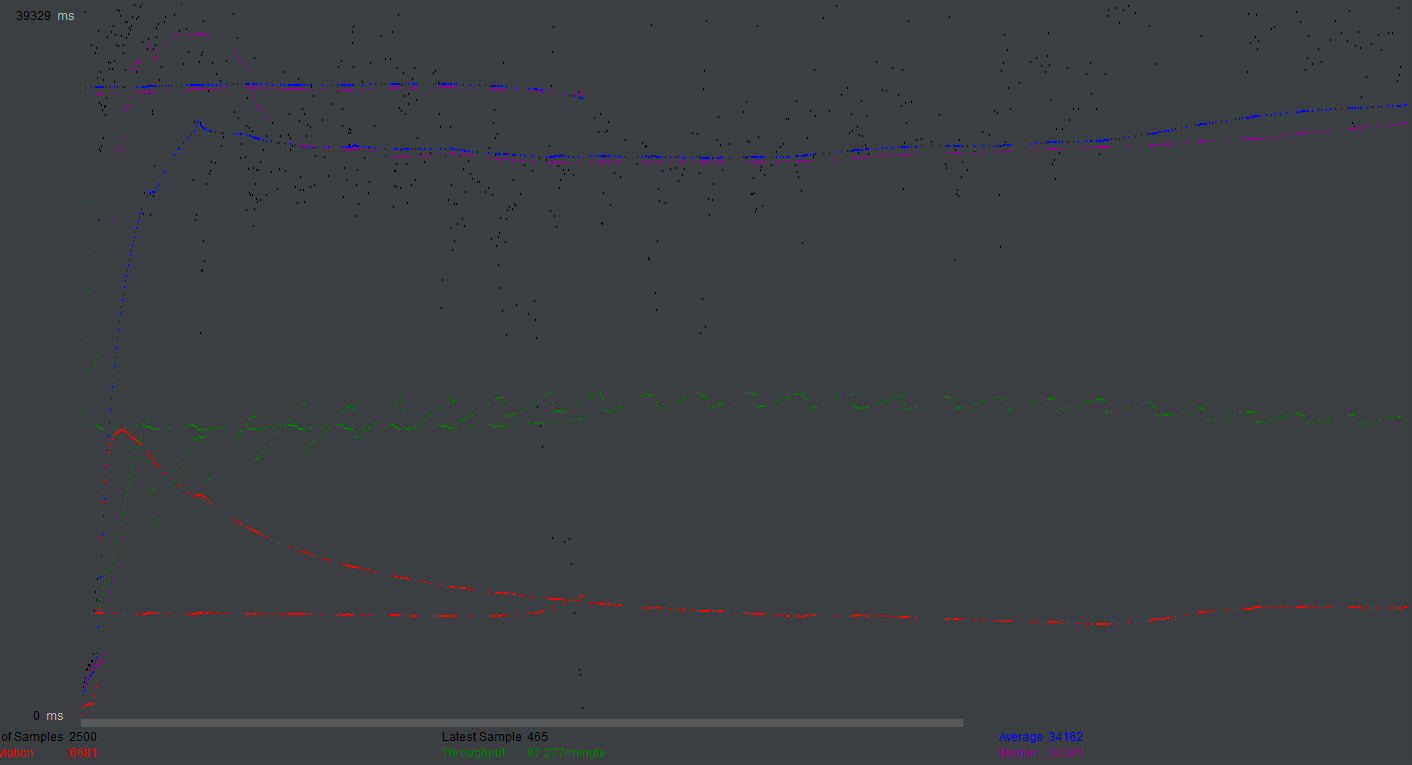 39329 ms
0 ms
of Samples 2500 Latest Sample 465 Average 34162
viation 6681 Throughput 87.277/minute Median 34381